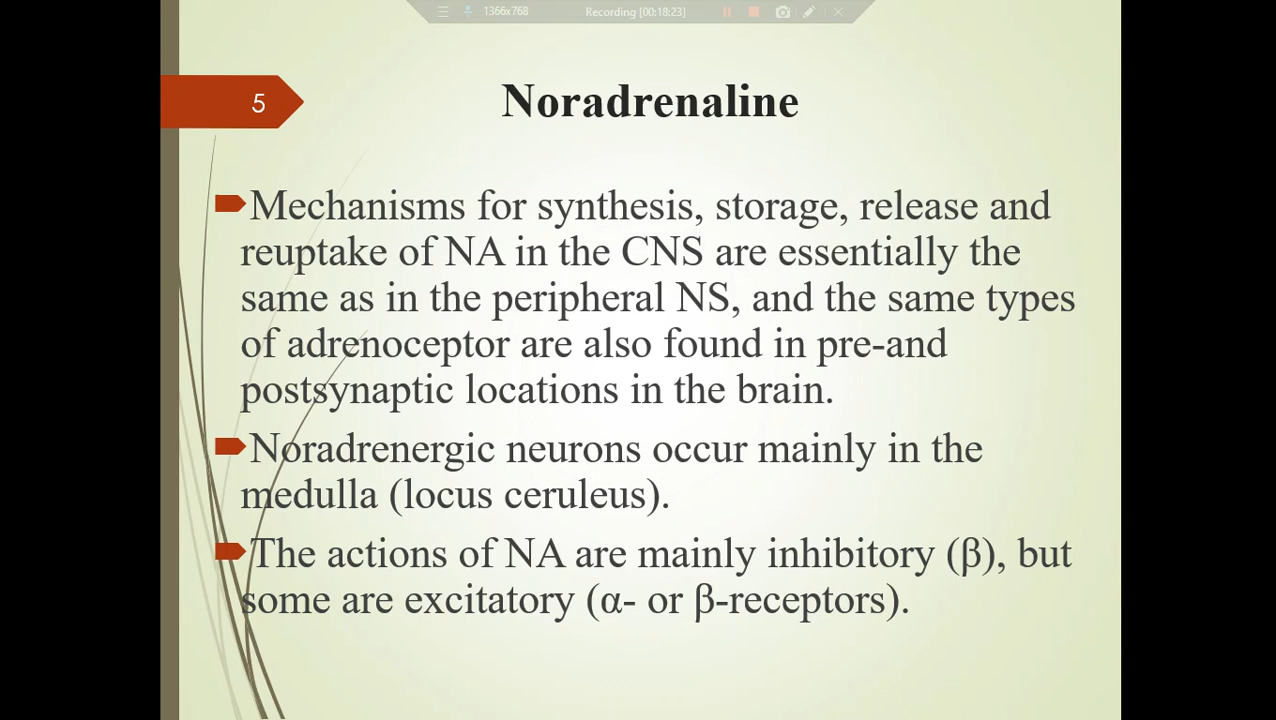 1366x768 Recording [00:18:23]
5
Noradrenaline
Mechanisms for synthesis, storage, release and
reuptake of NA in the CNS are essentially the
same as in the peripheral NS, and the same types
of adrenoceptor are also found in pre-and
postsynaptic locations in the brain.
Noradrenergic neurons occur mainly in the
medulla (locus ceruleus).
The actions of NA are mainly inhibitory (β), but
some are excitatory (α- or β-receptors).